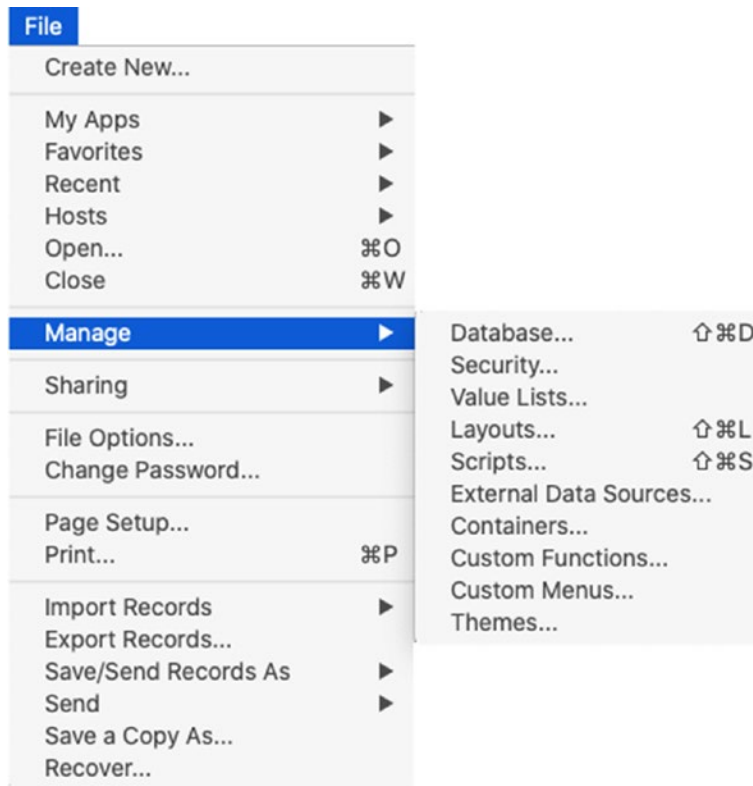 File
Create New...
My Apps ▶
Favorites ▶
Recent ▶
Hosts ▶
Open... ⌘O
Close ⌘W
Manage ▶
Sharing ▶
File Options...
Change Password...
Page Setup...
Print... ⌘P
Import Records ▶
Export Records...
Save/Send Records As ▶
Send ▶
Save a Copy As...
Recover...
Database... ⇧⌘D
Security...
Value Lists...
Layouts... ⇧⌘L
Scripts... ⇧⌘S
External Data Sources...
Containers...
Custom Functions...
Custom Menus...
Themes...